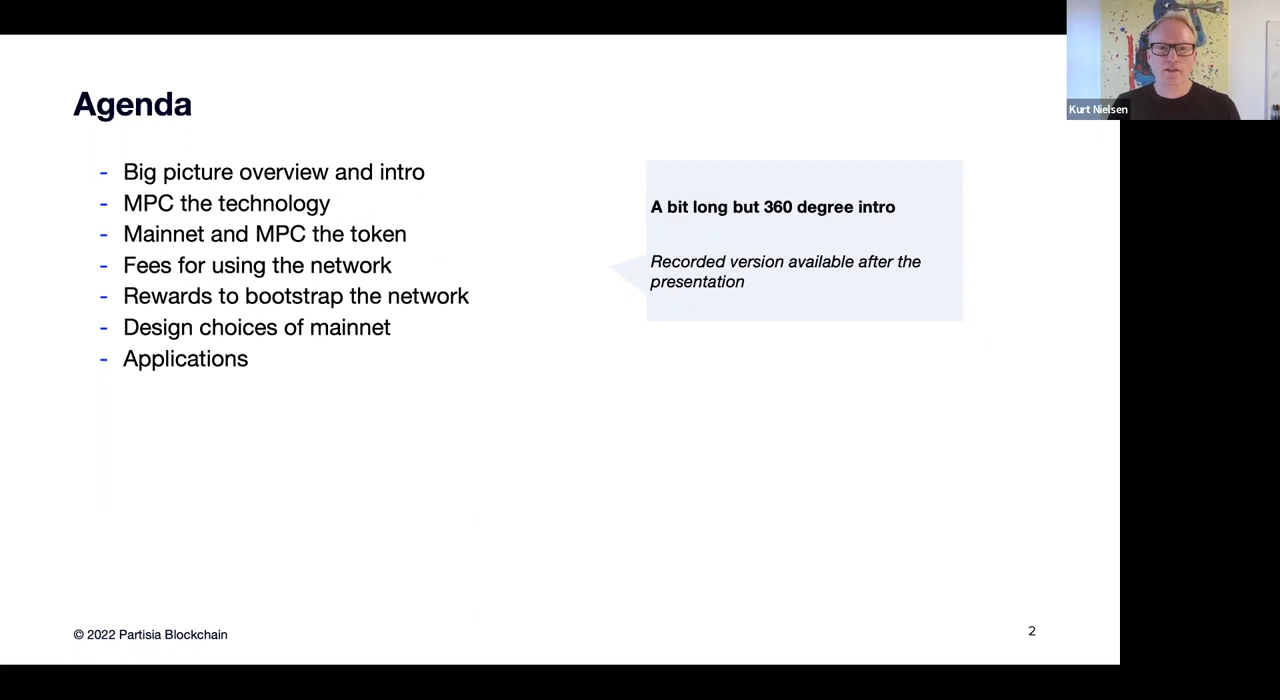 Agenda
- Big picture overview and intro
- MPC the technology
- Mainnet and MPC the token
- Fees for using the network
- Rewards to bootstrap the network
- Design choices of mainnet
- Applications
A bit long but 360 degree intro
Recorded version available after the
presentation
Kurt Nielsen
© 2022 Partisia Blockchain
2